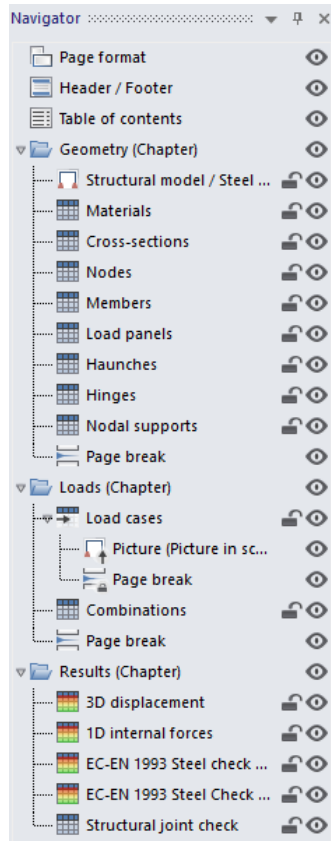 Navigator
Page format
Header / Footer
Table of contents
Geometry (Chapter)
Structural model / Steel ...
Materials
Cross-sections
Nodes
Members
Load panels
Haunches
Hinges
Nodal supports
Page break
Loads (Chapter)
Load cases
Picture (Picture in sc...
Page break
Combinations
Page break
Results (Chapter)
3D displacement
1D internal forces
EC-EN 1993 Steel check ...
EC-EN 1993 Steel Check ...
Structural joint check